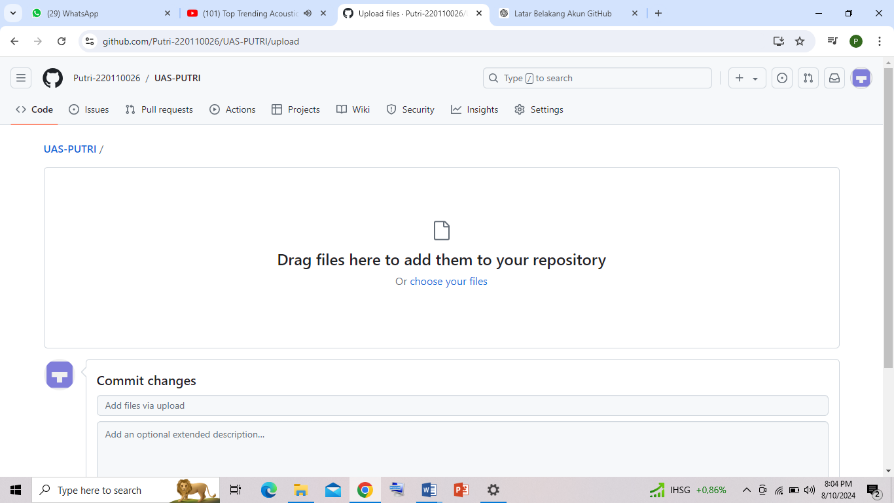 (29) WhatsApp
(101) Top Trending Acoustic
Upload files · Putri-220110026/
Latar Belakang Akun GitHub
github.com/Putri-220110026/UAS-PUTRI/upload
P
Putri-220110026 / UAS-PUTRI
Type / to search
Code
Issues
Pull requests
Actions
Projects
Wiki
Security
Insights
Settings
UAS-PUTRI /
Drag files here to add them to your repository
Or choose your files
Commit changes
Add files via upload
Add an optional extended description...
Type here to search
IHSG +0,86%
8:04 PM
8/10/2024
2